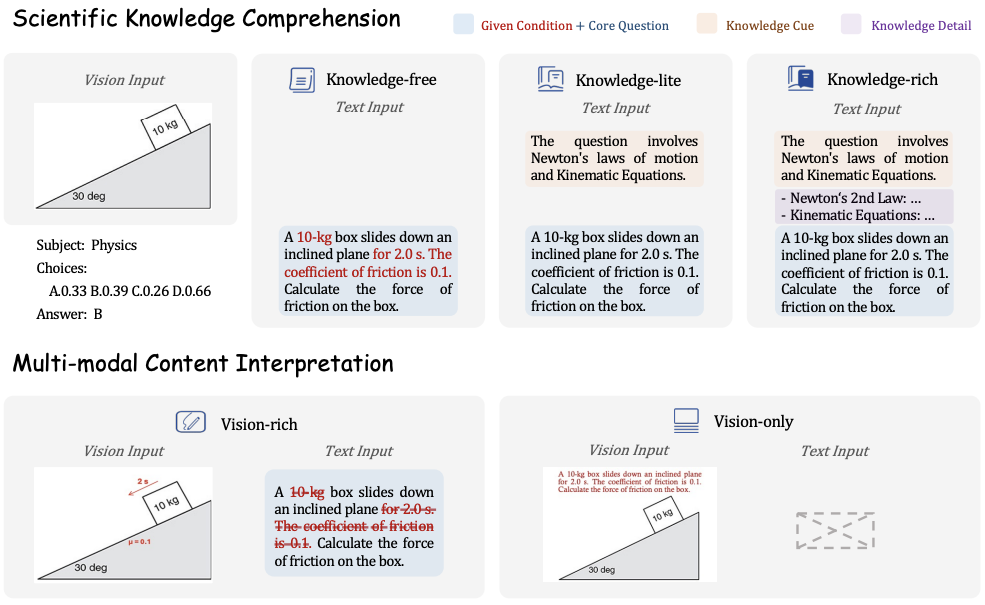 Scientific Knowledge Comprehension
Given Condition + Core Question
Knowledge Cue
Knowledge Detail
Vision Input
10 kg
30 deg
Subject: Physics
Choices:
A.0.33 B.0.39 C.0.26 D.0.66
Answer: B
Knowledge-free
Text Input
A 10-kg box slides down an
inclined plane for 2.0 s. The
coefficient of friction is 0.1.
Calculate the force of
friction on the box.
Knowledge-lite
Text Input
The question involves
Newton's laws of motion
and Kinematic Equations.
A 10-kg box slides down an
inclined plane for 2.0 s. The
coefficient of friction is 0.1.
Calculate the force of
friction on the box.
Knowledge-rich
Text Input
The question involves
Newton's laws of motion
and Kinematic Equations.
- Newton's 2nd Law: ...
- Kinematic Equations: ...
A 10-kg box slides down an
inclined plane for 2.0 s. The
coefficient of friction is 0.1.
Calculate the force of
friction on the box.
Multi-modal Content Interpretation
Vision-rich
Vision Input
2 s
10 kg
μ = 0.1
30 deg
Text Input
A 10-kg box slides down
an inclined plane for 2.0 s.
The coefficient of friction
is 0.1. Calculate the force
of friction on the box.
Vision-only
Vision Input
A 10-kg box slides down an inclined plane
for 2.0 s. The coefficient of friction is 0.1.
Calculate the force of friction on the box.
10 kg
30 deg
Text Input